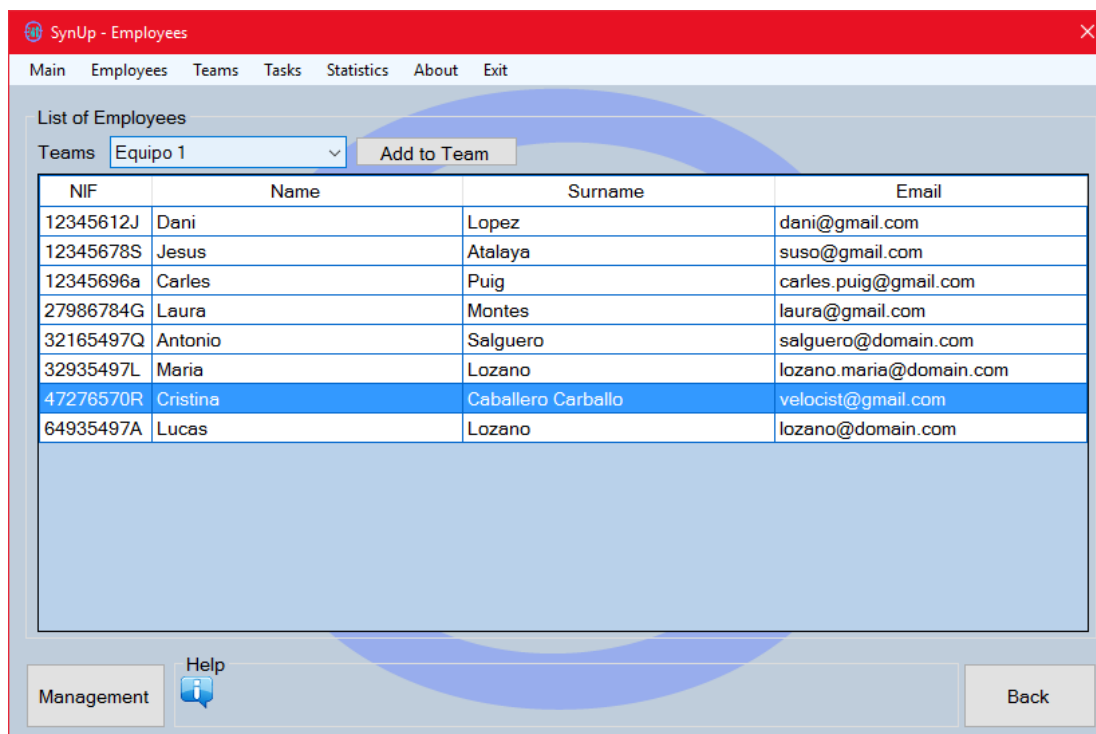 SynUp - Employees
Main Employees Teams Tasks Statistics About Exit
List of Employees
Teams Equipo 1 Add to Team
NIF Name Surname Email
12345612J Dani Lopez dani@gmail.com
12345678S Jesus Atalaya suso@gmail.com
12345696a Carles Puig carles.puig@gmail.com
27986784G Laura Montes laura@gmail.com
32165497Q Antonio Salguero salguero@domain.com
32935497L Maria Lozano lozano.maria@domain.com
47276570R Cristina Caballero Carballo velocist@gmail.com
64935497A Lucas Lozano lozano@domain.com
Help
Management Back